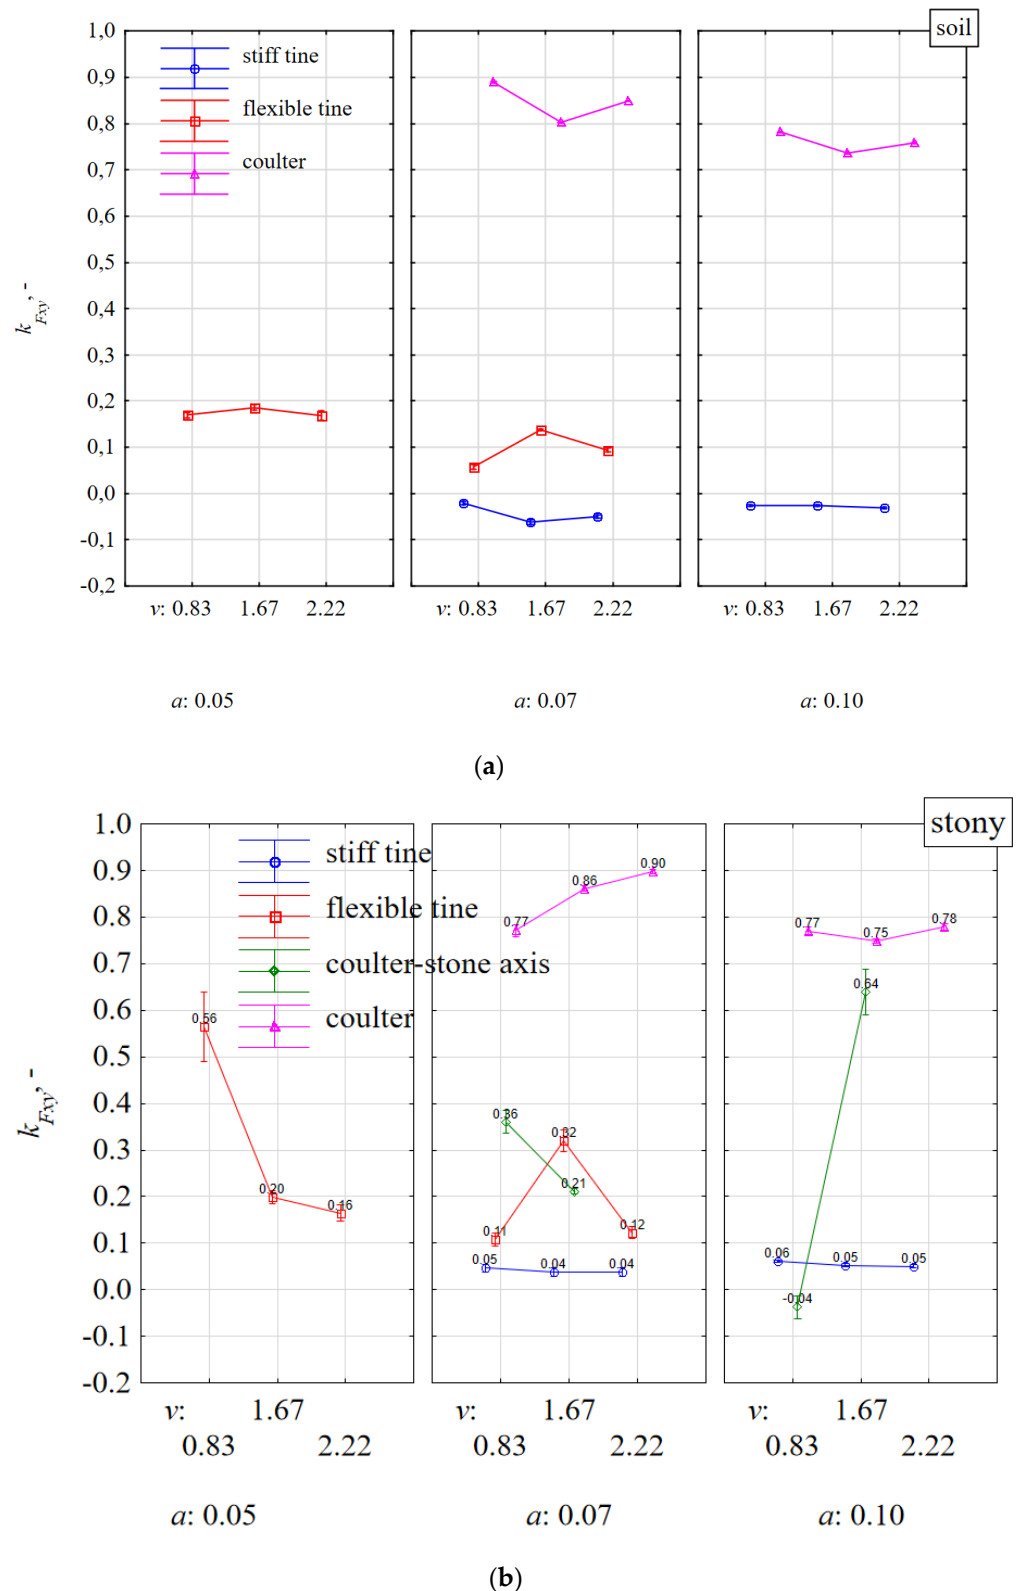 soil
1,0
0,9
0,8
0,7
0,6
0,5
0,4
0,3
0,2
0,1
0,0
-0,1
-0,2
k Fxy, -
stiff tine
flexible tine
coulter
v: 0.83 1.67 2.22
v: 0.83 1.67 2.22
v: 0.83 1.67 2.22
a: 0.05
a: 0.07
a: 0.10
(a)
stony
1.0
0.9
0.8
0.7
0.6
0.5
0.4
0.3
0.2
0.1
0.0
-0.1
-0.2
k Fxy, -
stiff tine
flexible tine
coulter-stone axis
coulter
0.56
0.20
0.16
0.77
0.86
0.90
0.36
0.21
0.11
0.32
0.12
0.05
0.04
0.04
0.77
0.75
0.78
0.64
-0.04
0.06
0.05
0.05
v: 1.67
0.83 2.22
v: 1.67
0.83 2.22
v: 1.67
0.83 2.22
a: 0.05
a: 0.07
a: 0.10
(b)